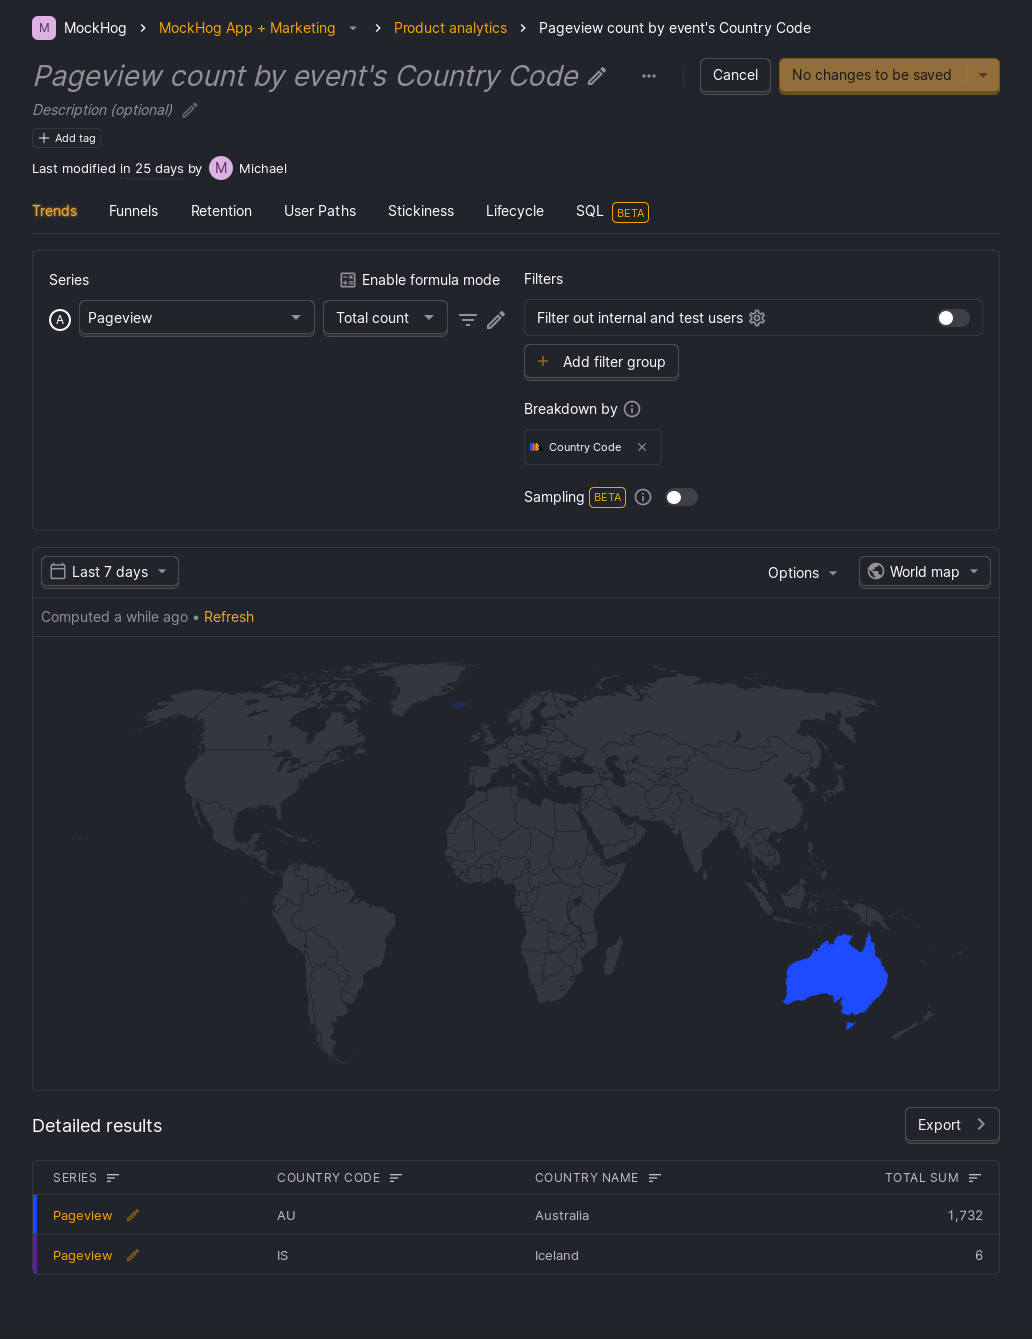 M MockHog > MockHog App + Marketing > Product analytics > Pageview count by event's Country Code
Pageview count by event's Country Code
Cancel
No changes to be saved
Description (optional)
Add tag
Last modified in 25 days by M Michael
Trends Funnels Retention User Paths Stickiness Lifecycle SQL BETA
Series
Enable formula mode
A Pageview
Total count
Filters
Filter out internal and test users
+ Add filter group
Breakdown by
Country Code
Sampling BETA
Last 7 days
Options
World map
Computed a while ago • Refresh
Detailed results
Export
SERIES COUNTRY CODE COUNTRY NAME TOTAL SUM
Pageview AU Australia 1,732
Pageview IS Iceland 6